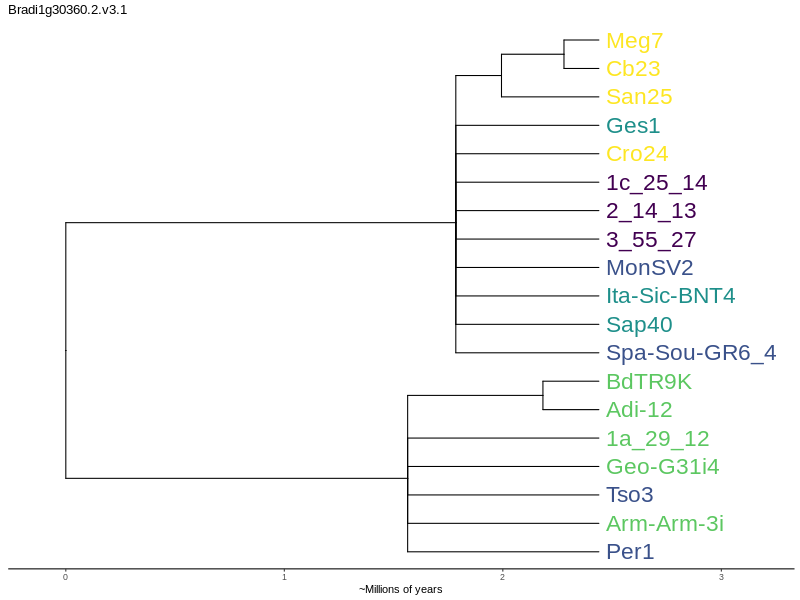 Bradi1g30360.2.v3.1
Meg7
Cb23
San25
Ges1
Cro24
1c_25_14
2_14_13
3_55_27
MonSV2
Ita-Sic-BNT4
Sap40
Spa-Sou-GR6_4
BdTR9K
Adi-12
1a_29_12
Geo-G31i4
Tso3
Arm-Arm-3i
Per1
0 1 2 3
~Millions of years